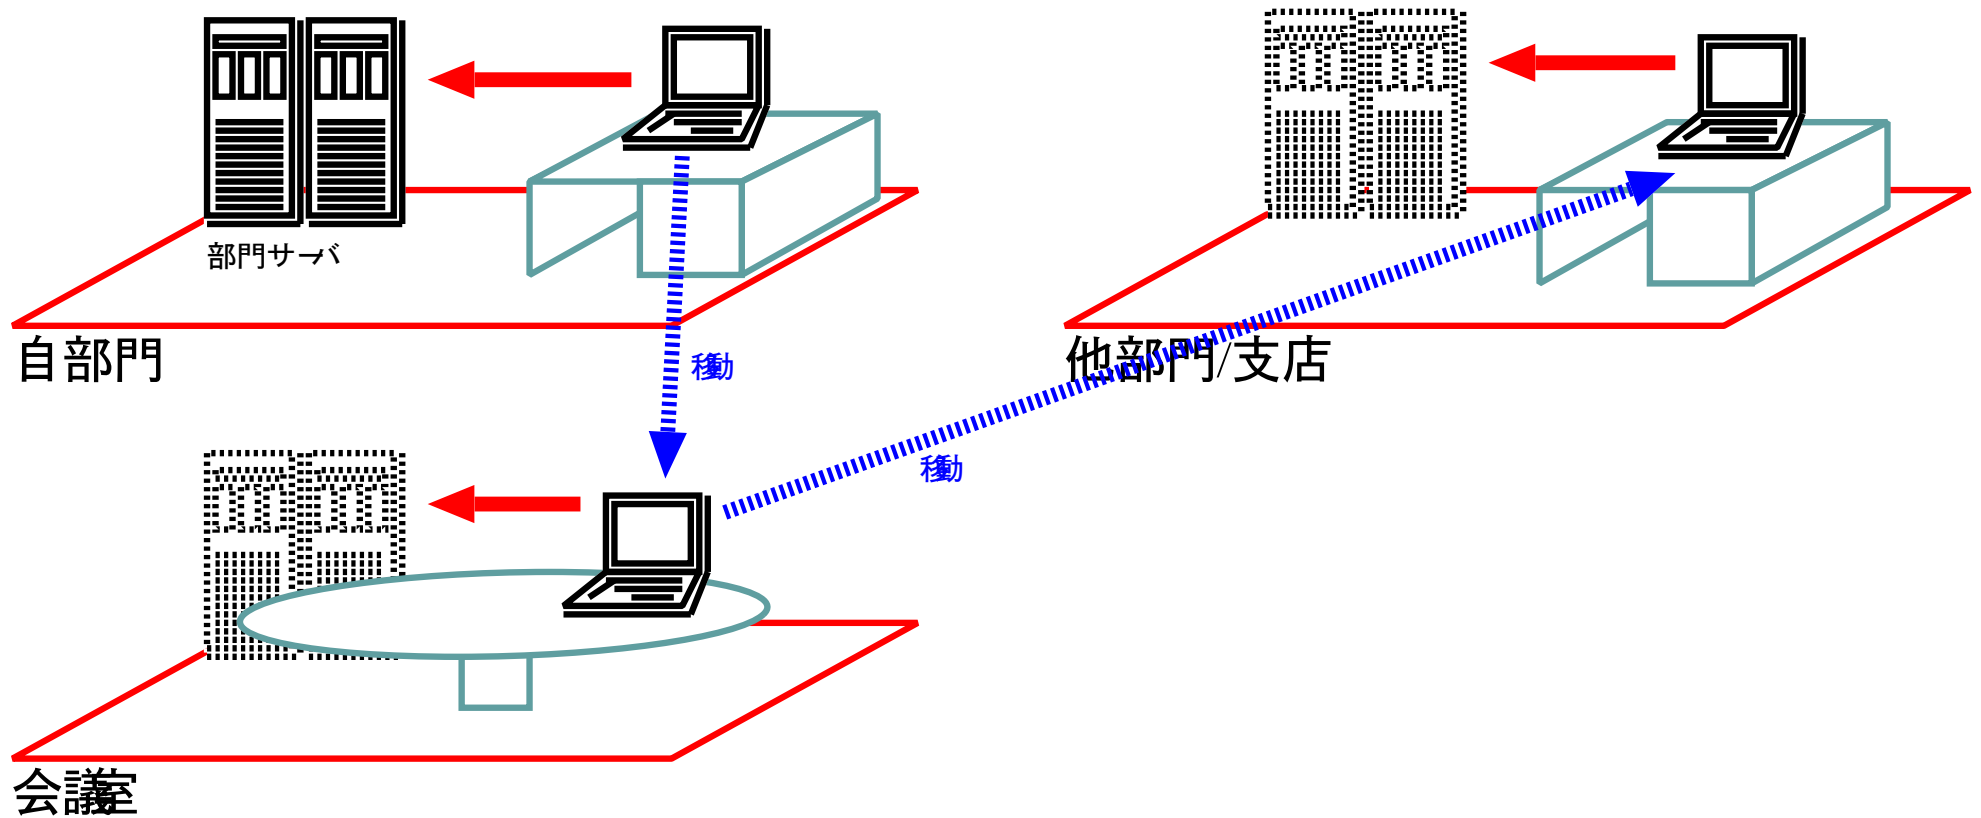 部門サーバ
自部門
他部門/支店
移動
移動
会議室